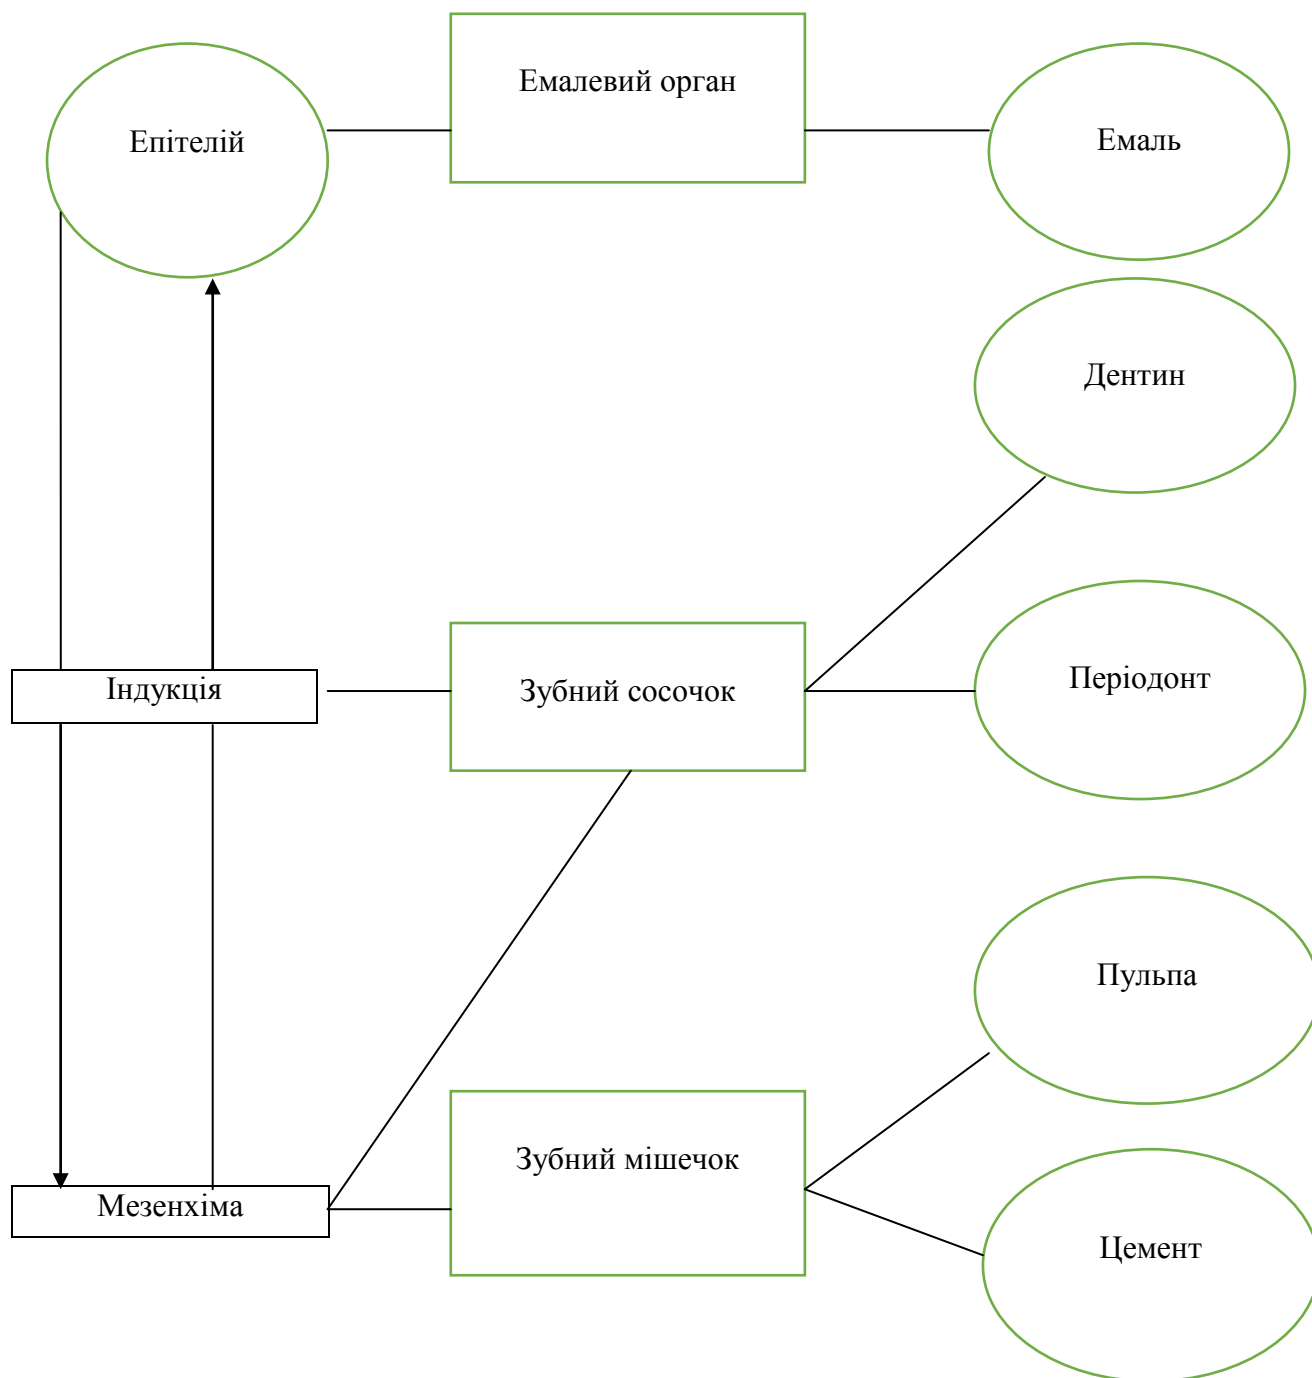 Емалевий орган
Епітелій
Емаль
Дентин
Індукція
Зубний сосочок
Періодонт
Пульпа
Зубний мішечок
Мезенхіма
Цемент